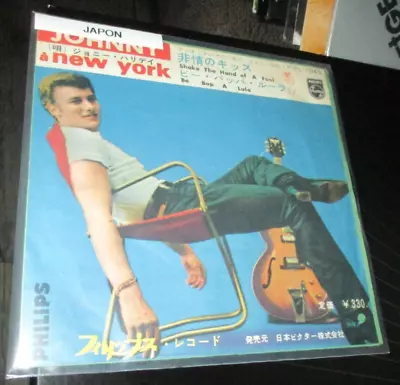 JAPON
JOHNNY
(唄) ジョニー・ハリデイ
à new york
非情のキッス
Shake The Hand of A Fool
ビー・バップ・ルーラ
Be Bop A Lula
PHILIPS
PHILIPS
定価 ¥330
フィリップス・レコード
発売元 日本ビクター株式会社